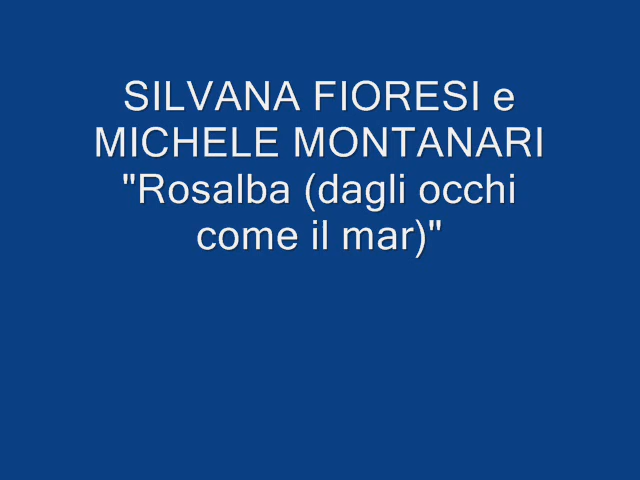 SILVANA FIORESI e
MICHELE MONTANARI
"Rosalba (dagli occhi
come il mar)"